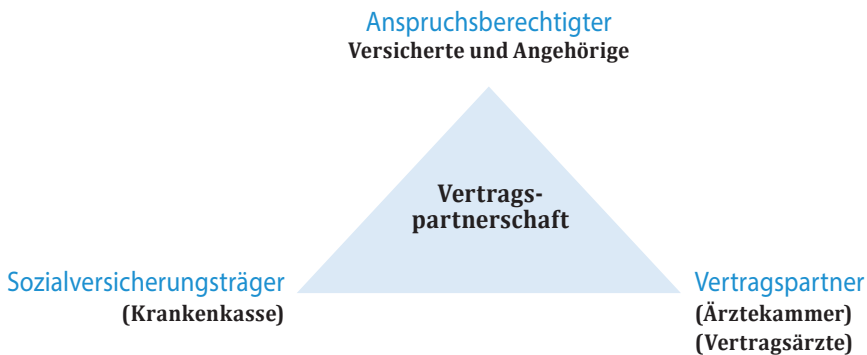 Anspruchsberechtigter
Versicherte und Angehörige
Vertrags-
partnerschaft
Sozialversicherungsträger
(Krankenkasse)
Vertragspartner
(Ärztekammer)
(Vertragsärzte)